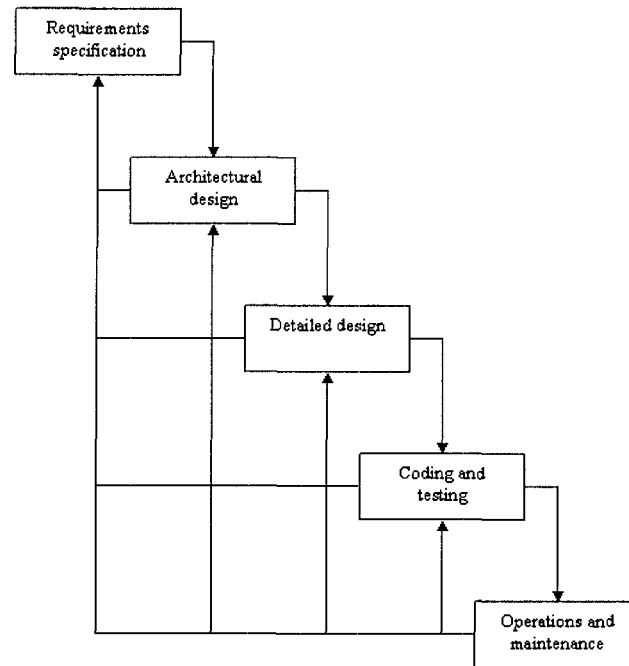 Requirements
specification
Architectural
design
Detailed design
Coding and
testing
Operations and
maintenance